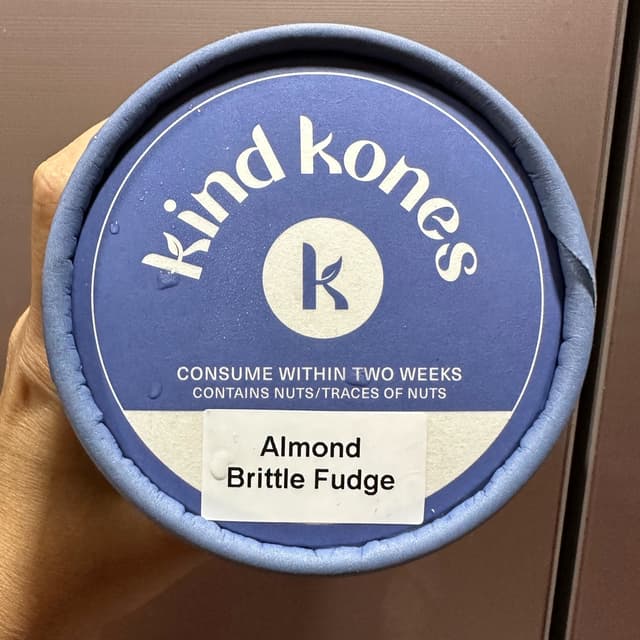 kind kones
k
CONSUME WITHIN TWO WEEKS
CONTAINS NUTS/TRACES OF NUTS
Almond
Brittle Fudge